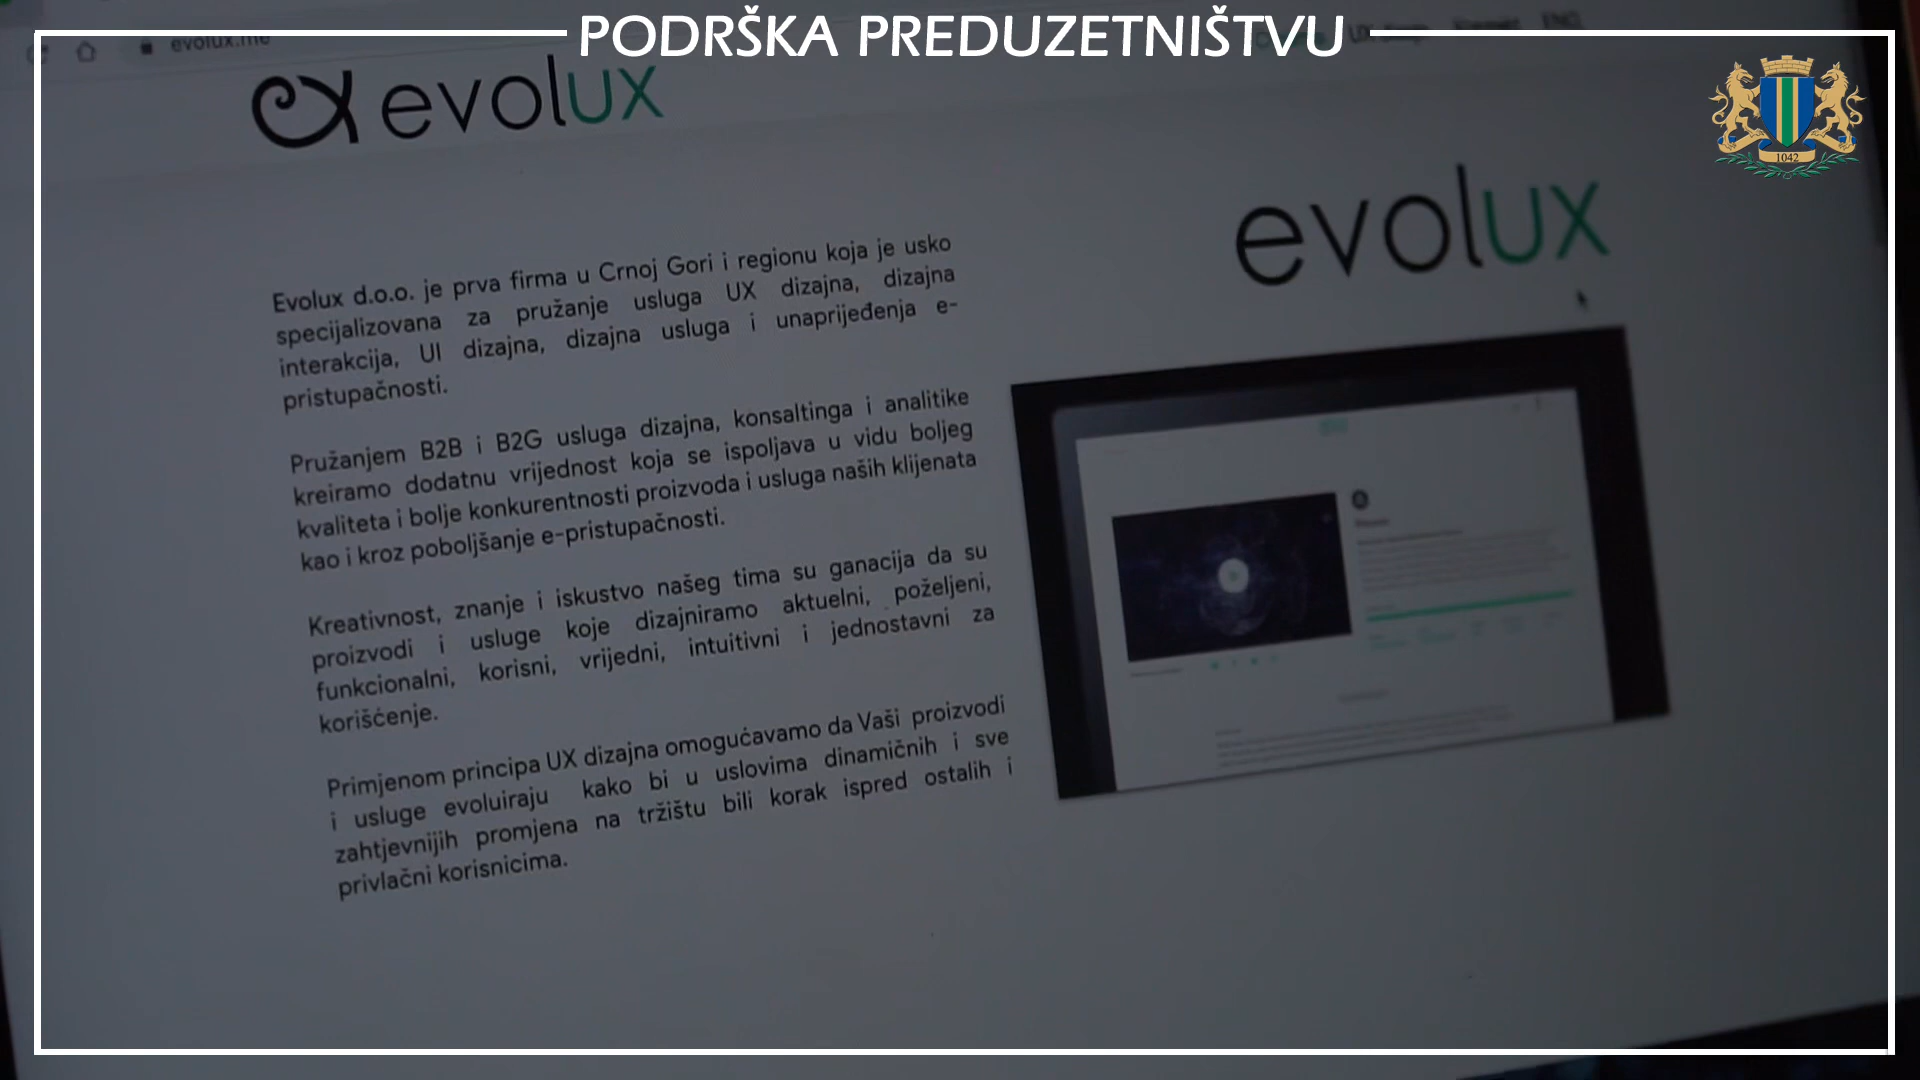 PODRŠKA PREDUZETNIŠTVU
evolux.me
ENG
evolux
1042
evolux
Evolux d.o.o. je prva firma u Crnoj Gori i regionu koja je usko
specijalizovana za pružanje usluga UX dizajna, dizajna
interakcija, UI dizajna, dizajna usluga i unaprijeđenja e-
pristupačnosti.
Pružanjem B2B i B2G usluga dizajna, konsaltinga i analitike
kreiramo dodatnu vrijednost koja se ispoljava u vidu boljeg
kvaliteta i bolje konkurentnosti proizvoda i usluga naših klijenata
kao i kroz poboljšanje e-pristupačnosti.
Kreativnost, znanje i iskustvo našeg tima su ganacija da su
proizvodi i usluge koje dizajniramo aktuelni, poželjeni,
funkcionalni, korisni, vrijedni, intuitivni i jednostavni za
korišćenje.
Primjenom principa UX dizajna omogućavamo da Vaši proizvodi
i usluge evoluiraju kako bi u uslovima dinamičnih i sve
zahtjevnijih promjena na tržištu bili korak ispred ostalih i
privlačni korisnicima.